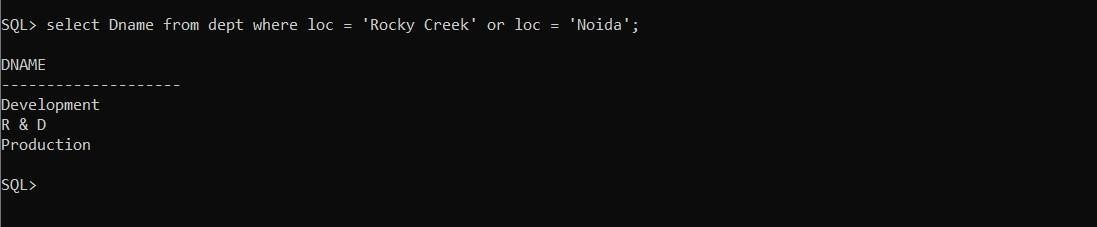 SQL> select Dname from dept where loc = 'Rocky Creek' or loc = 'Noida';
DNAME
--------------------
Development
R & D
Production
SQL>